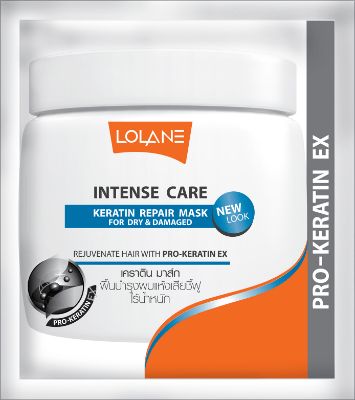 LOLANE
INTENSE CARE
KERATIN REPAIR MASK
FOR DRY & DAMAGED
NEW
LOOK
REJUVENATE HAIR WITH PRO-KERATIN EX
เคราติน มาส์ก
ฟื้นบำรุงผมแห้งเสียชี้ฟู
ไร้น้ำหนัก
PRO-KERATIN EX
PRO-KERATIN EX